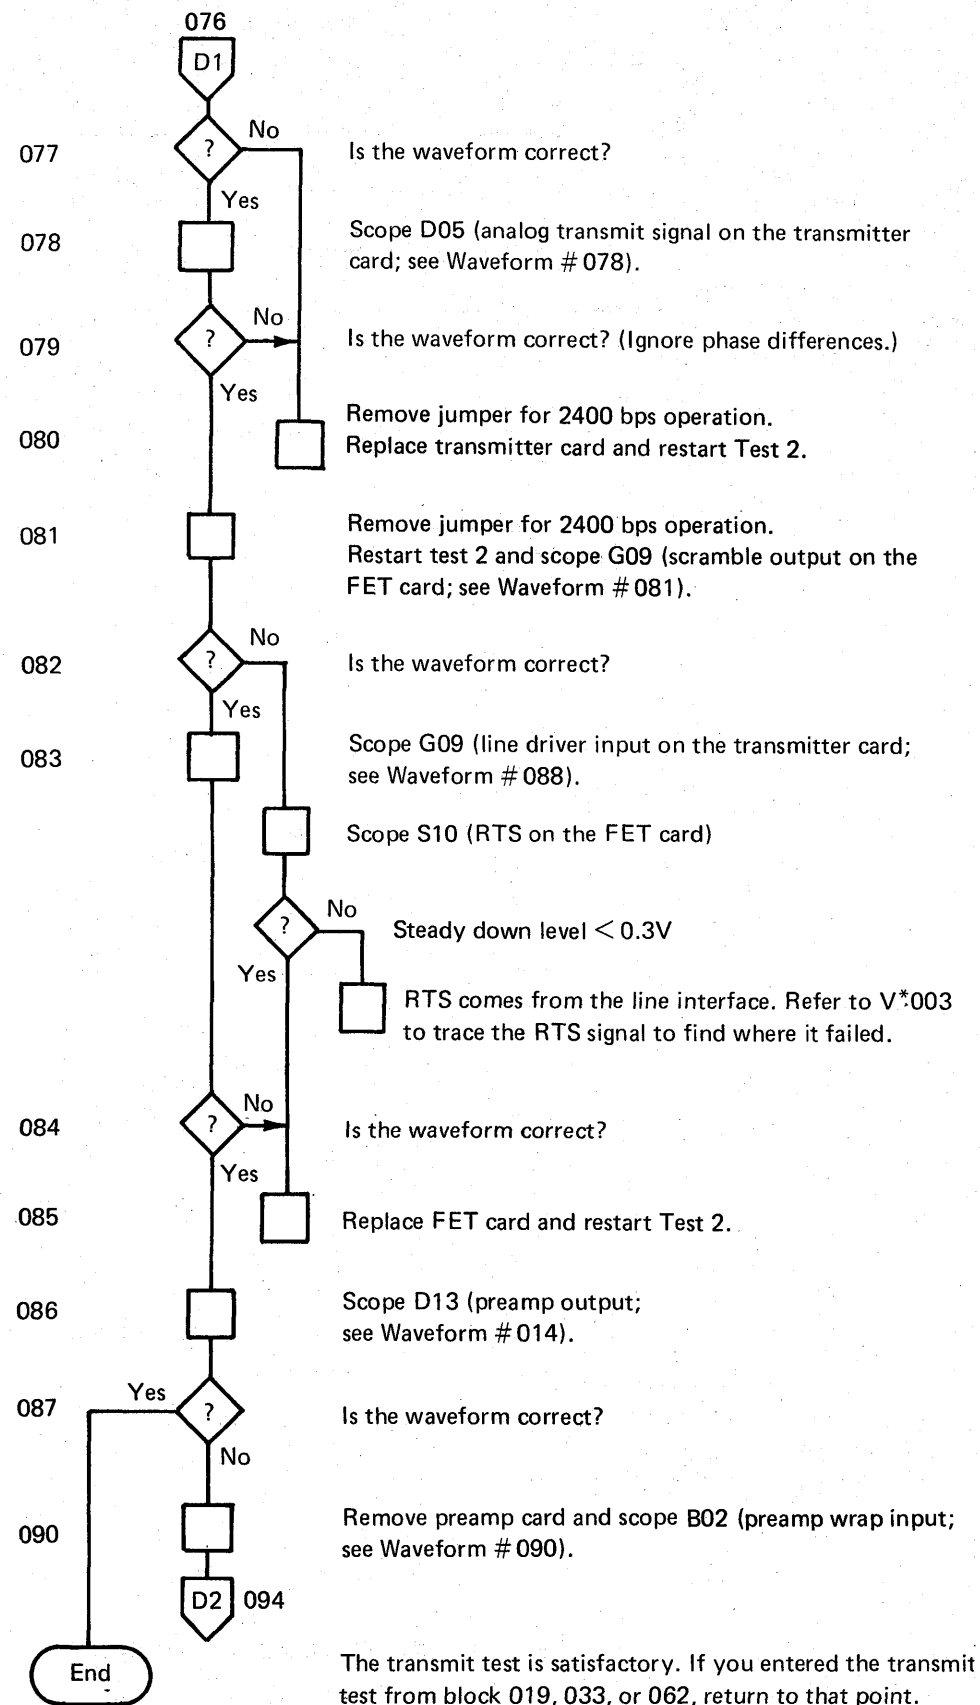 076
D1
No
077
?
Is the waveform correct?
Yes
078
Scope D05 (analog transmit signal on the transmitter
card; see Waveform #078).
No
079
?
Is the waveform correct? (Ignore phase differences.)
Yes
080
Remove jumper for 2400 bps operation.
Replace transmitter card and restart Test 2.
081
Remove jumper for 2400 bps operation.
Restart test 2 and scope G09 (scramble output on the
FET card; see Waveform #081).
No
082
?
Is the waveform correct?
Yes
083
Scope G09 (line driver input on the transmitter card;
see Waveform #088).
Scope S10 (RTS on the FET card)
No
?
Steady down level < 0.3V
Yes
RTS comes from the line interface. Refer to V*003
to trace the RTS signal to find where it failed.
No
084
?
Is the waveform correct?
Yes
085
Replace FET card and restart Test 2.
086
Scope D13 (preamp output;
see Waveform #014).
Yes
087
?
Is the waveform correct?
No
090
Remove preamp card and scope B02 (preamp wrap input;
see Waveform #090).
D2 094
End
The transmit test is satisfactory. If you entered the transmit
test from block 019, 033, or 062, return to that point.